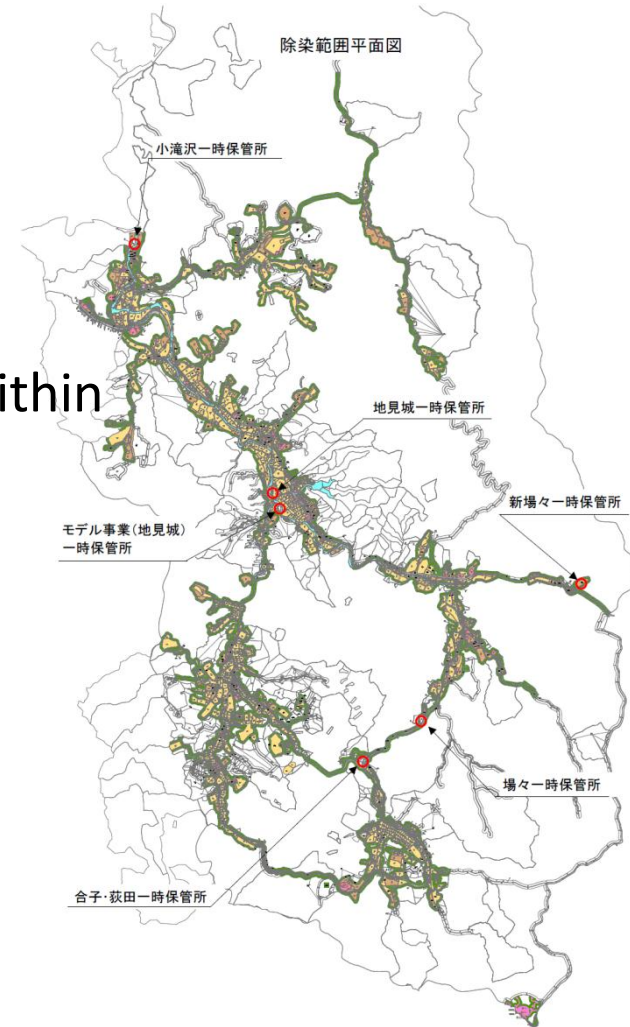 除染範囲平面図
小滝沢一時保管所
ithin
地見城一時保管所
新場々一時保管所
モデル事業(地見城)
一時保管所
場々一時保管所
合子・荻田一時保管所